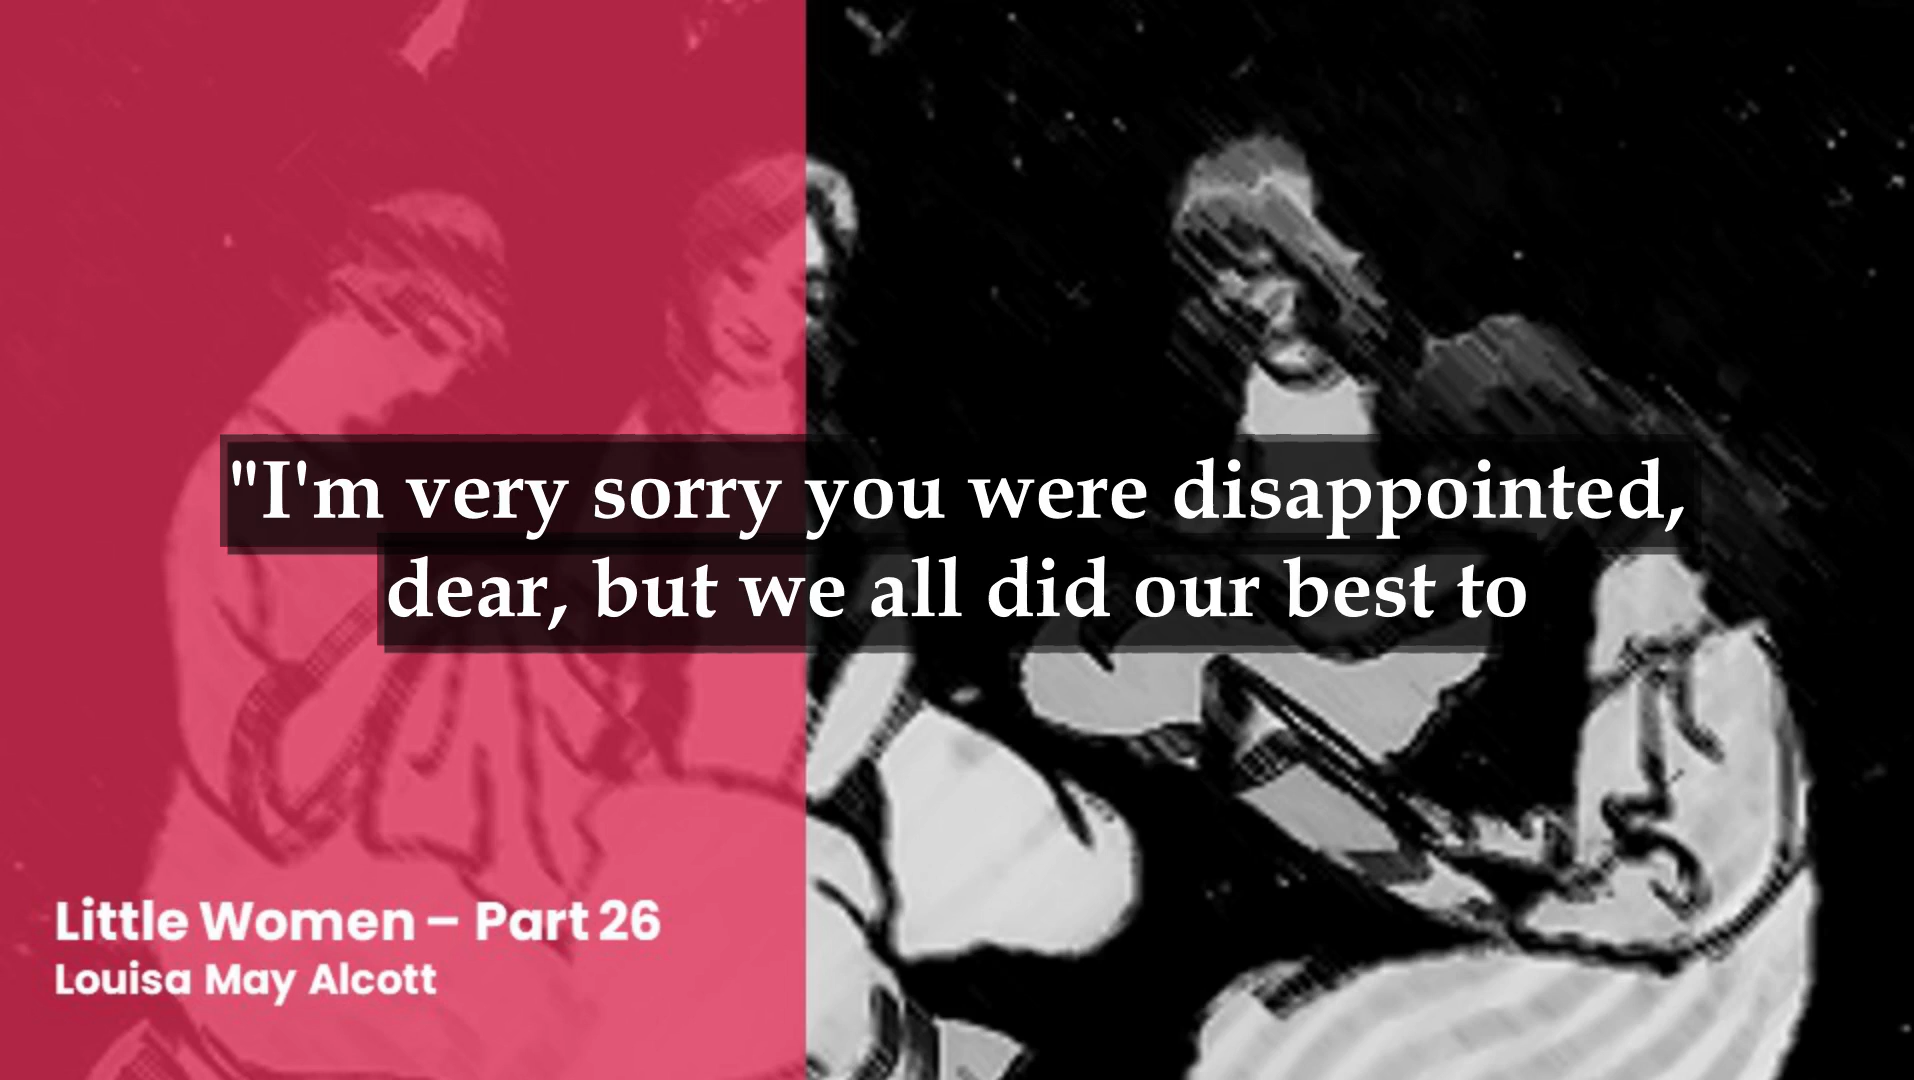 "I'm very sorry you were disappointed,
dear, but we all did our best to
Little Women – Part 26
Louisa May Alcott